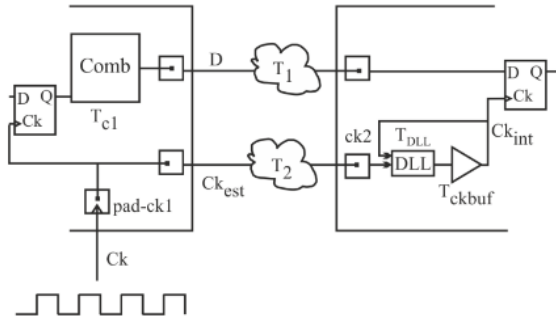 Comb
D
T1
D Q
D Q
Ck
Tc1
Ck
ck2
TDLL
Ckint
DLL
Ckest
T2
Tckbuf
pad-ck1
Ck